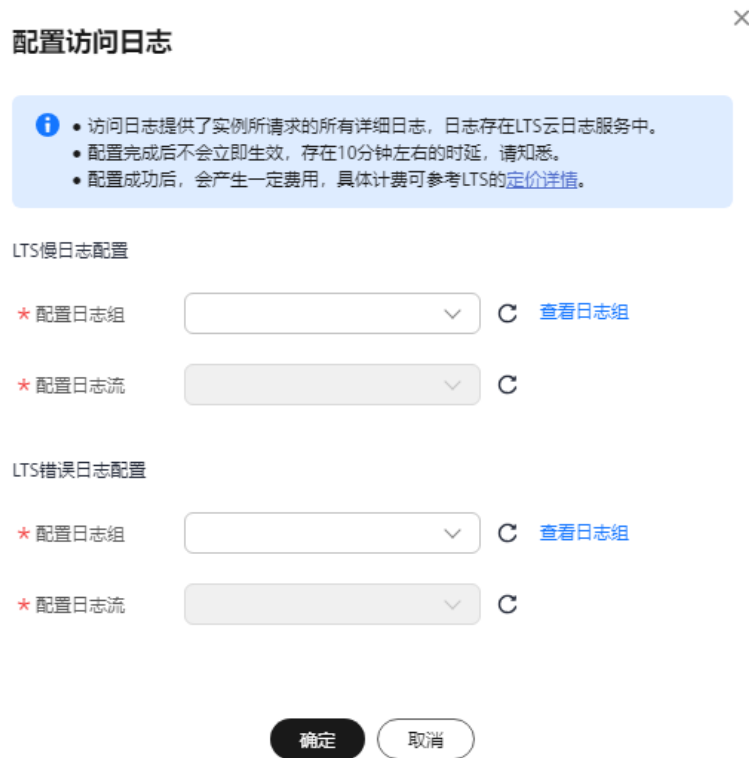 配置访问日志
• 访问日志提供了实例所请求的所有详细日志，日志存在LTS云日志服务中。
• 配置完成后不会立即生效，存在10分钟左右的时延，请知悉。
• 配置成功后，会产生一定费用，具体计费可参考LTS的定价详情。
LTS慢日志配置
* 配置日志组 查看日志组
* 配置日志流
LTS错误日志配置
* 配置日志组 查看日志组
* 配置日志流
确定 取消